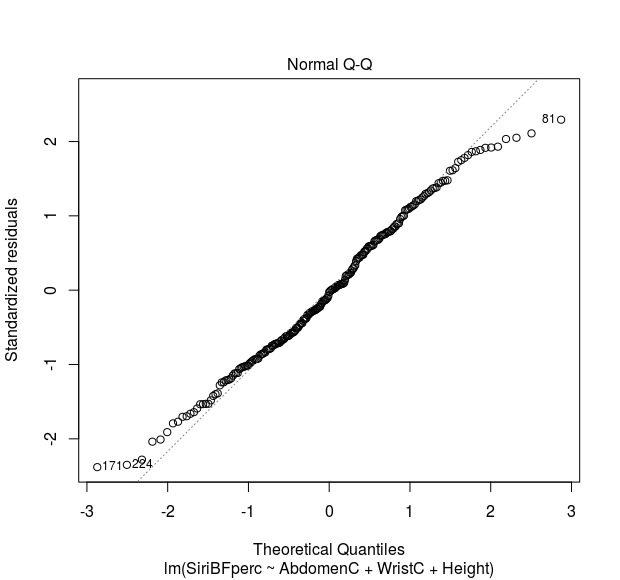 Normal Q-Q
Standardized residuals
2
1
0
-1
-2
81
171
224
-3 -2 -1 0 1 2 3
Theoretical Quantiles
lm(SiriBFperc ~ AbdomenC + WristC + Height)